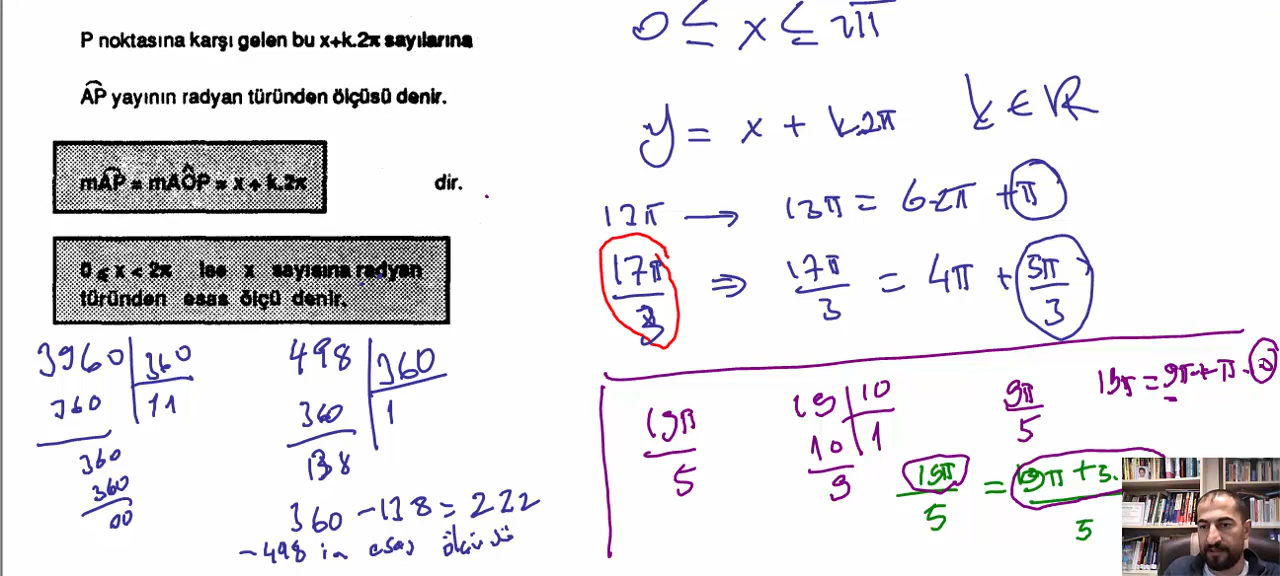 P noktasına karşı gelen bu x+k.2π sayılarına
AP yayının radyan türünden ölçüsü denir.
mAP = mAOP = x + k.2π dir.
0 ⩽ x < 2π ise x sayısına radyan
türünden esas ölçü denir.
3960 360
360 11
360
360
00
498 360
360 1
138
360 - 138 = 222
-498 in esas ölçüsü
0 ≤ x ≤ 2π
y = x + k.2π k ∈ R
13π → 13π = 6.2π + π
17π/3 ⇒ 17π/3 = 4π + 5π/3
19π/5
19 10
10 1
9
9π/5
19π = 9π + π.
19π/5 = 9π + 3.
5